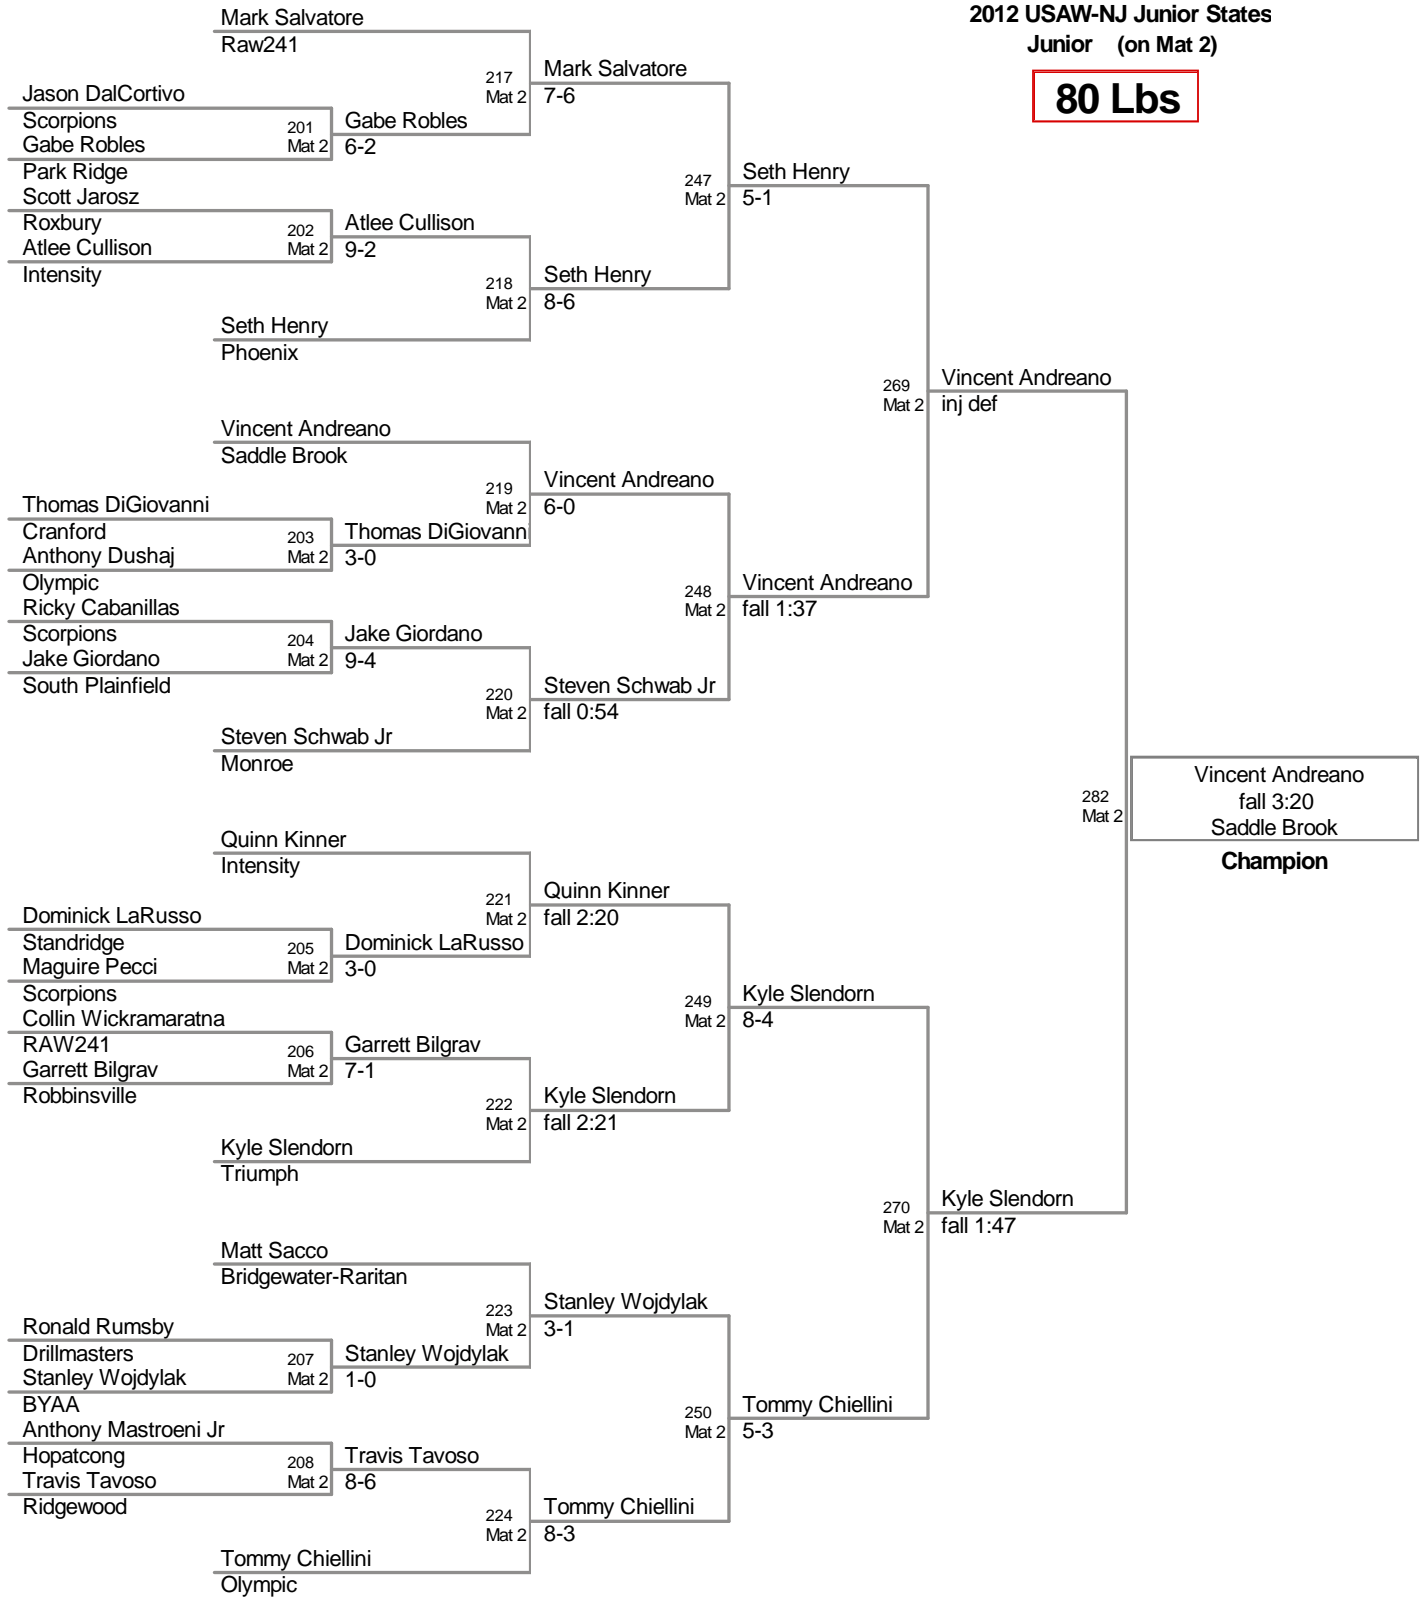 2012 USAW-NJ Junior States
Junior (on Mat 2)
80 Lbs
Mark Salvatore
Raw241
217
Mat 2
Mark Salvatore
7-6
Jason DalCortivo
Scorpions
Gabe Robles
Park Ridge
201
Mat 2
Gabe Robles
6-2
Scott Jarosz
Roxbury
Atlee Cullison
Intensity
202
Mat 2
Atlee Cullison
9-2
247
Mat 2
Seth Henry
5-1
218
Mat 2
Seth Henry
8-6
Seth Henry
Phoenix
269
Mat 2
Vincent Andreano
inj def
Vincent Andreano
Saddle Brook
219
Mat 2
Vincent Andreano
6-0
Thomas DiGiovanni
Cranford
Anthony Dushaj
Olympic
203
Mat 2
Thomas DiGiovanni
3-0
Ricky Cabanillas
Scorpions
Jake Giordano
South Plainfield
204
Mat 2
Jake Giordano
9-4
248
Mat 2
Vincent Andreano
fall 1:37
220
Mat 2
Steven Schwab Jr
fall 0:54
Steven Schwab Jr
Monroe
282
Mat 2
Vincent Andreano
fall 3:20
Saddle Brook
Champion
Quinn Kinner
Intensity
221
Mat 2
Quinn Kinner
fall 2:20
Dominick LaRusso
Standridge
Maguire Pecci
Scorpions
205
Mat 2
Dominick LaRusso
3-0
Collin Wickramaratna
RAW241
Garrett Bilgrav
Robbinsville
206
Mat 2
Garrett Bilgrav
7-1
249
Mat 2
Kyle Slendorn
8-4
222
Mat 2
Kyle Slendorn
fall 2:21
Kyle Slendorn
Triumph
270
Mat 2
Kyle Slendorn
fall 1:47
Matt Sacco
Bridgewater-Raritan
223
Mat 2
Stanley Wojdylak
3-1
Ronald Rumsby
Drillmasters
Stanley Wojdylak
BYAA
207
Mat 2
Stanley Wojdylak
1-0
Anthony Mastroeni Jr
Hopatcong
Travis Tavoso
Ridgewood
208
Mat 2
Travis Tavoso
8-6
250
Mat 2
Tommy Chiellini
5-3
224
Mat 2
Tommy Chiellini
8-3
Tommy Chiellini
Olympic